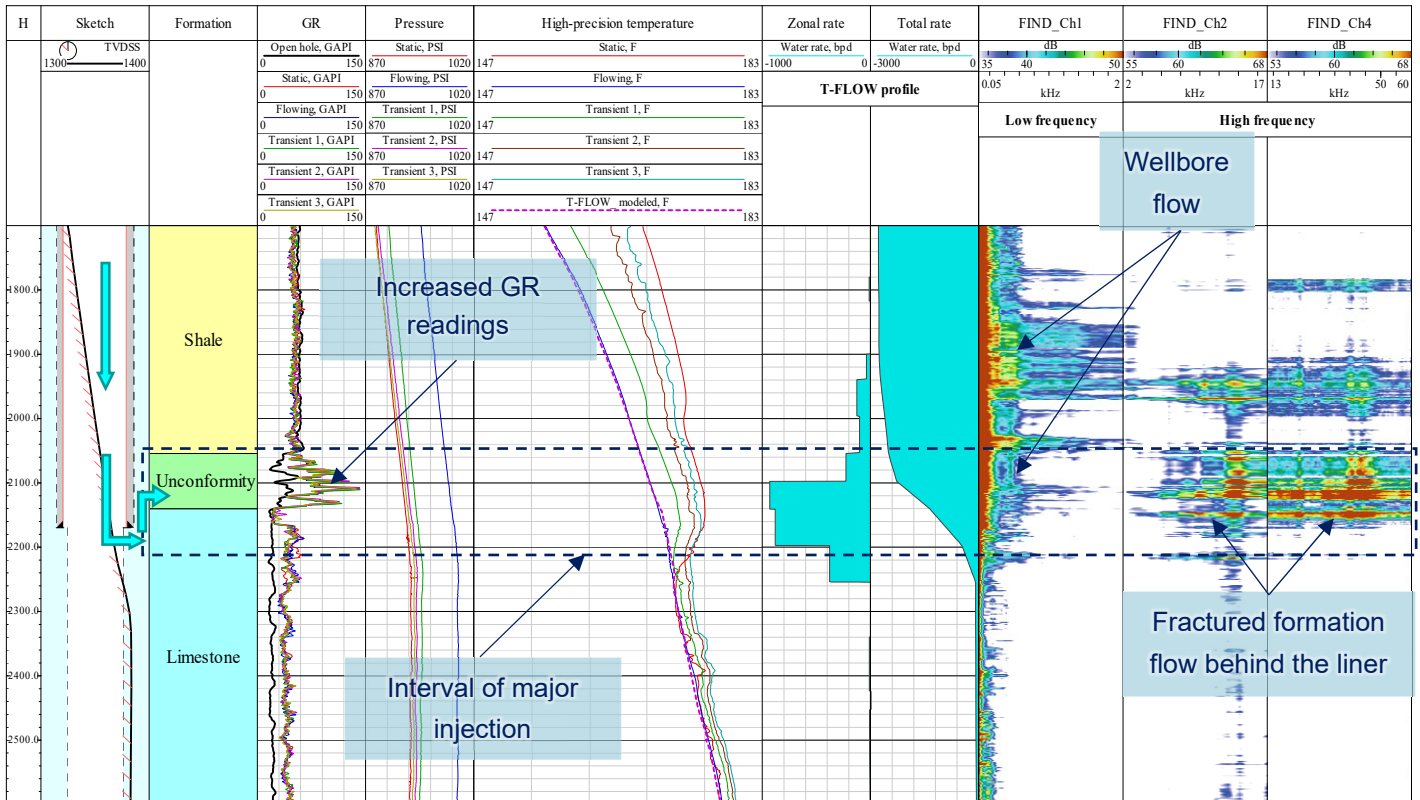 H Sketch Formation GR Pressure High-precision temperature Zonal rate Total rate FIND_Ch1 FIND_Ch2 FIND_Ch4
TVDSS
1300 1400
Open hole, GAPI
0 150
Static, GAPI
0 150
Flowing, GAPI
0 150
Transient 1, GAPI
0 150
Transient 2, GAPI
0 150
Transient 3, GAPI
0 150
Static, PSI
870 1020
Flowing, PSI
870 1020
Transient 1, PSI
870 1020
Transient 2, PSI
870 1020
Transient 3, PSI
870 1020
Static, F
147 183
Flowing, F
147 183
Transient 1, F
147 183
Transient 2, F
147 183
Transient 3, F
147 183
T-FLOW_modeled, F
147 183
Water rate, bpd
-1000 0
Water rate, bpd
-3000 0
T-FLOW profile
dB
35 40 50
0.05 2
kHz
Low frequency
dB
55 60 68
2 17
kHz
dB
53 60 68
13 50 60
kHz
High frequency
Wellbore
flow
Increased GR
readings
1800.0
1900.0
2000.0
2100.0
2200.0
2300.0
2400.0
2500.0
Shale
Unconformity
Limestone
Interval of major
injection
Fractured formation
flow behind the liner